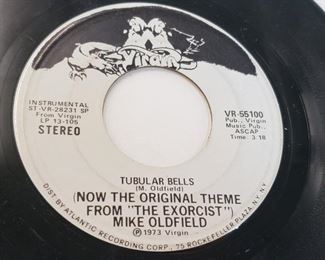 Virgin
INSTRUMENTAL
ST-VR-28231 SP
From Virgin
LP 13-105
STEREO
VR-55100
Pub., Virgin
Music Pub.,
ASCAP
Time: 3.18
TUBULAR BELLS
(M. Oldfield)
(NOW THE ORIGINAL THEME
FROM "THE EXORCIST")
MIKE OLDFIELD
℗ 1973 Virgin
DIST BY ATLANTIC RECORDING CORP., 75 ROCKEFELLER PLAZA, NY, NY